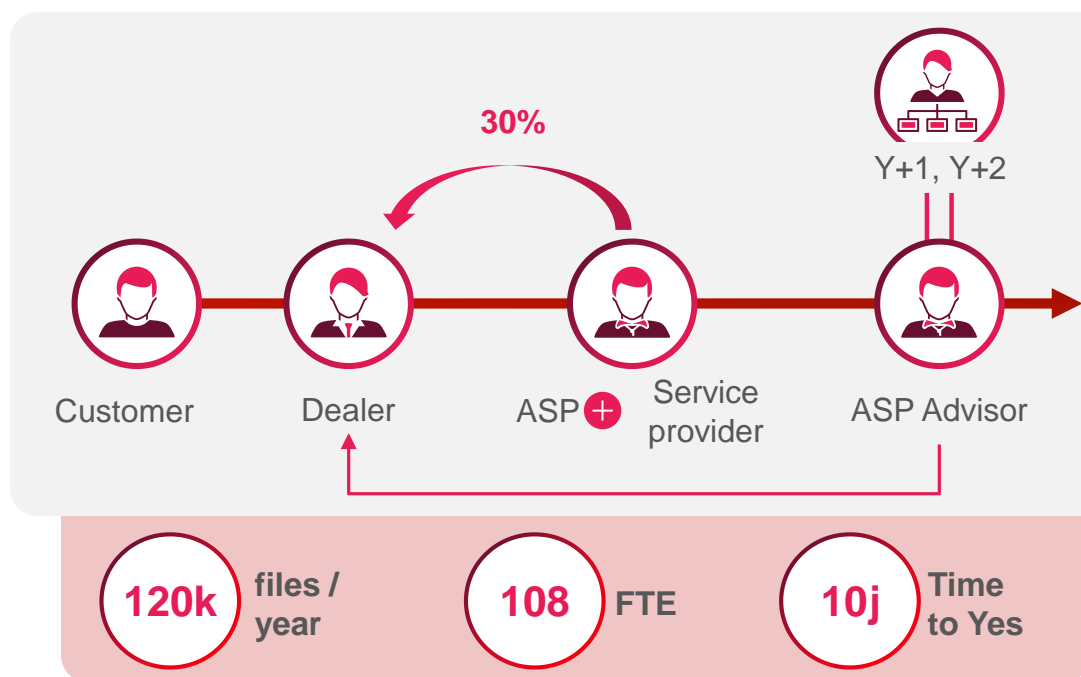 30%
Y+1, Y+2
Customer
Dealer
ASP
Service
provider
ASP Advisor
120k
files /
year
108
FTE
10j
Time
to Yes